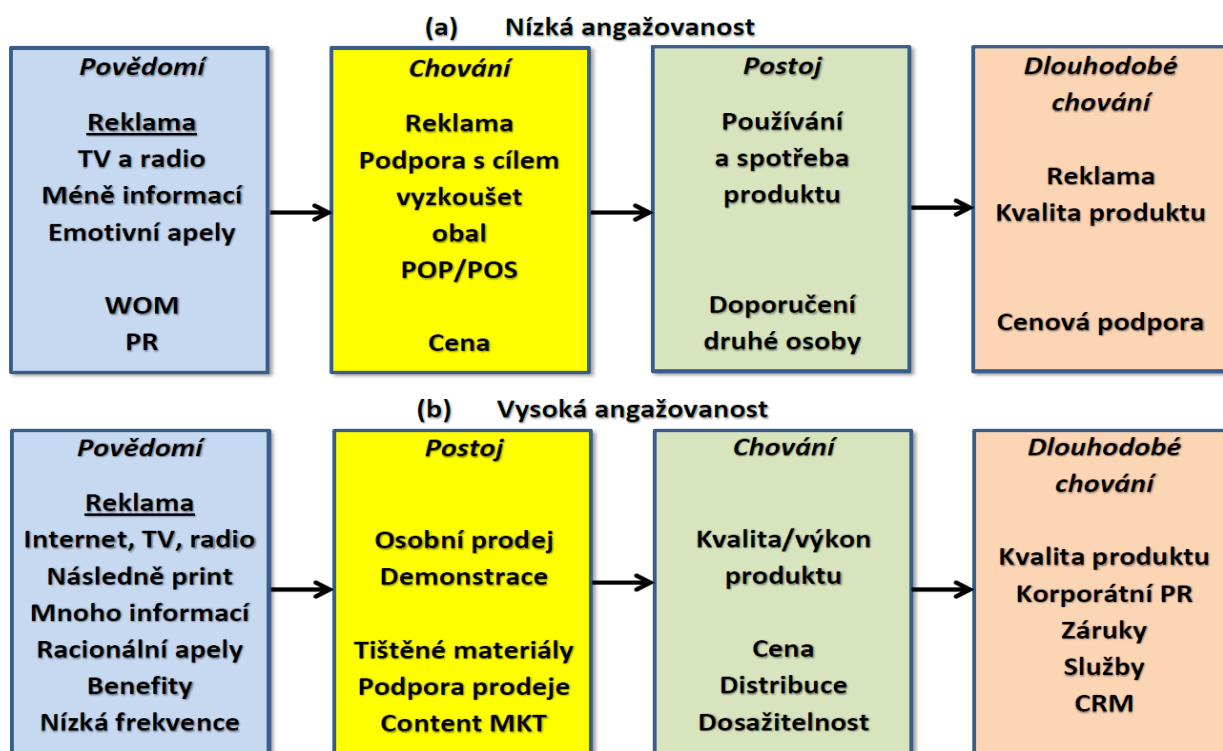 (a) Nízká angažovanost
Povědomí
Reklama
TV a radio
Méně informací
Emotivní apely
WOM
PR
Chování
Reklama
Podpora s cílem
vyzkoušet
obal
POP/POS
Cena
Postoj
Používání
a spotřeba
produktu
Doporučení
druhé osoby
Dlouhodobé
chování
Reklama
Kvalita produktu
Cenová podpora
(b) Vysoká angažovanost
Povědomí
Reklama
Internet, TV, radio
Následně print
Mnoho informací
Racionální apely
Benefity
Nízká frekvence
Postoj
Osobní prodej
Demonstrace
Tištěné materiály
Podpora prodeje
Content MKT
Chování
Kvalita/výkon
produktu
Cena
Distribuce
Dosažitelnost
Dlouhodobé
chování
Kvalita produktu
Korporátní PR
Záruky
Služby
CRM